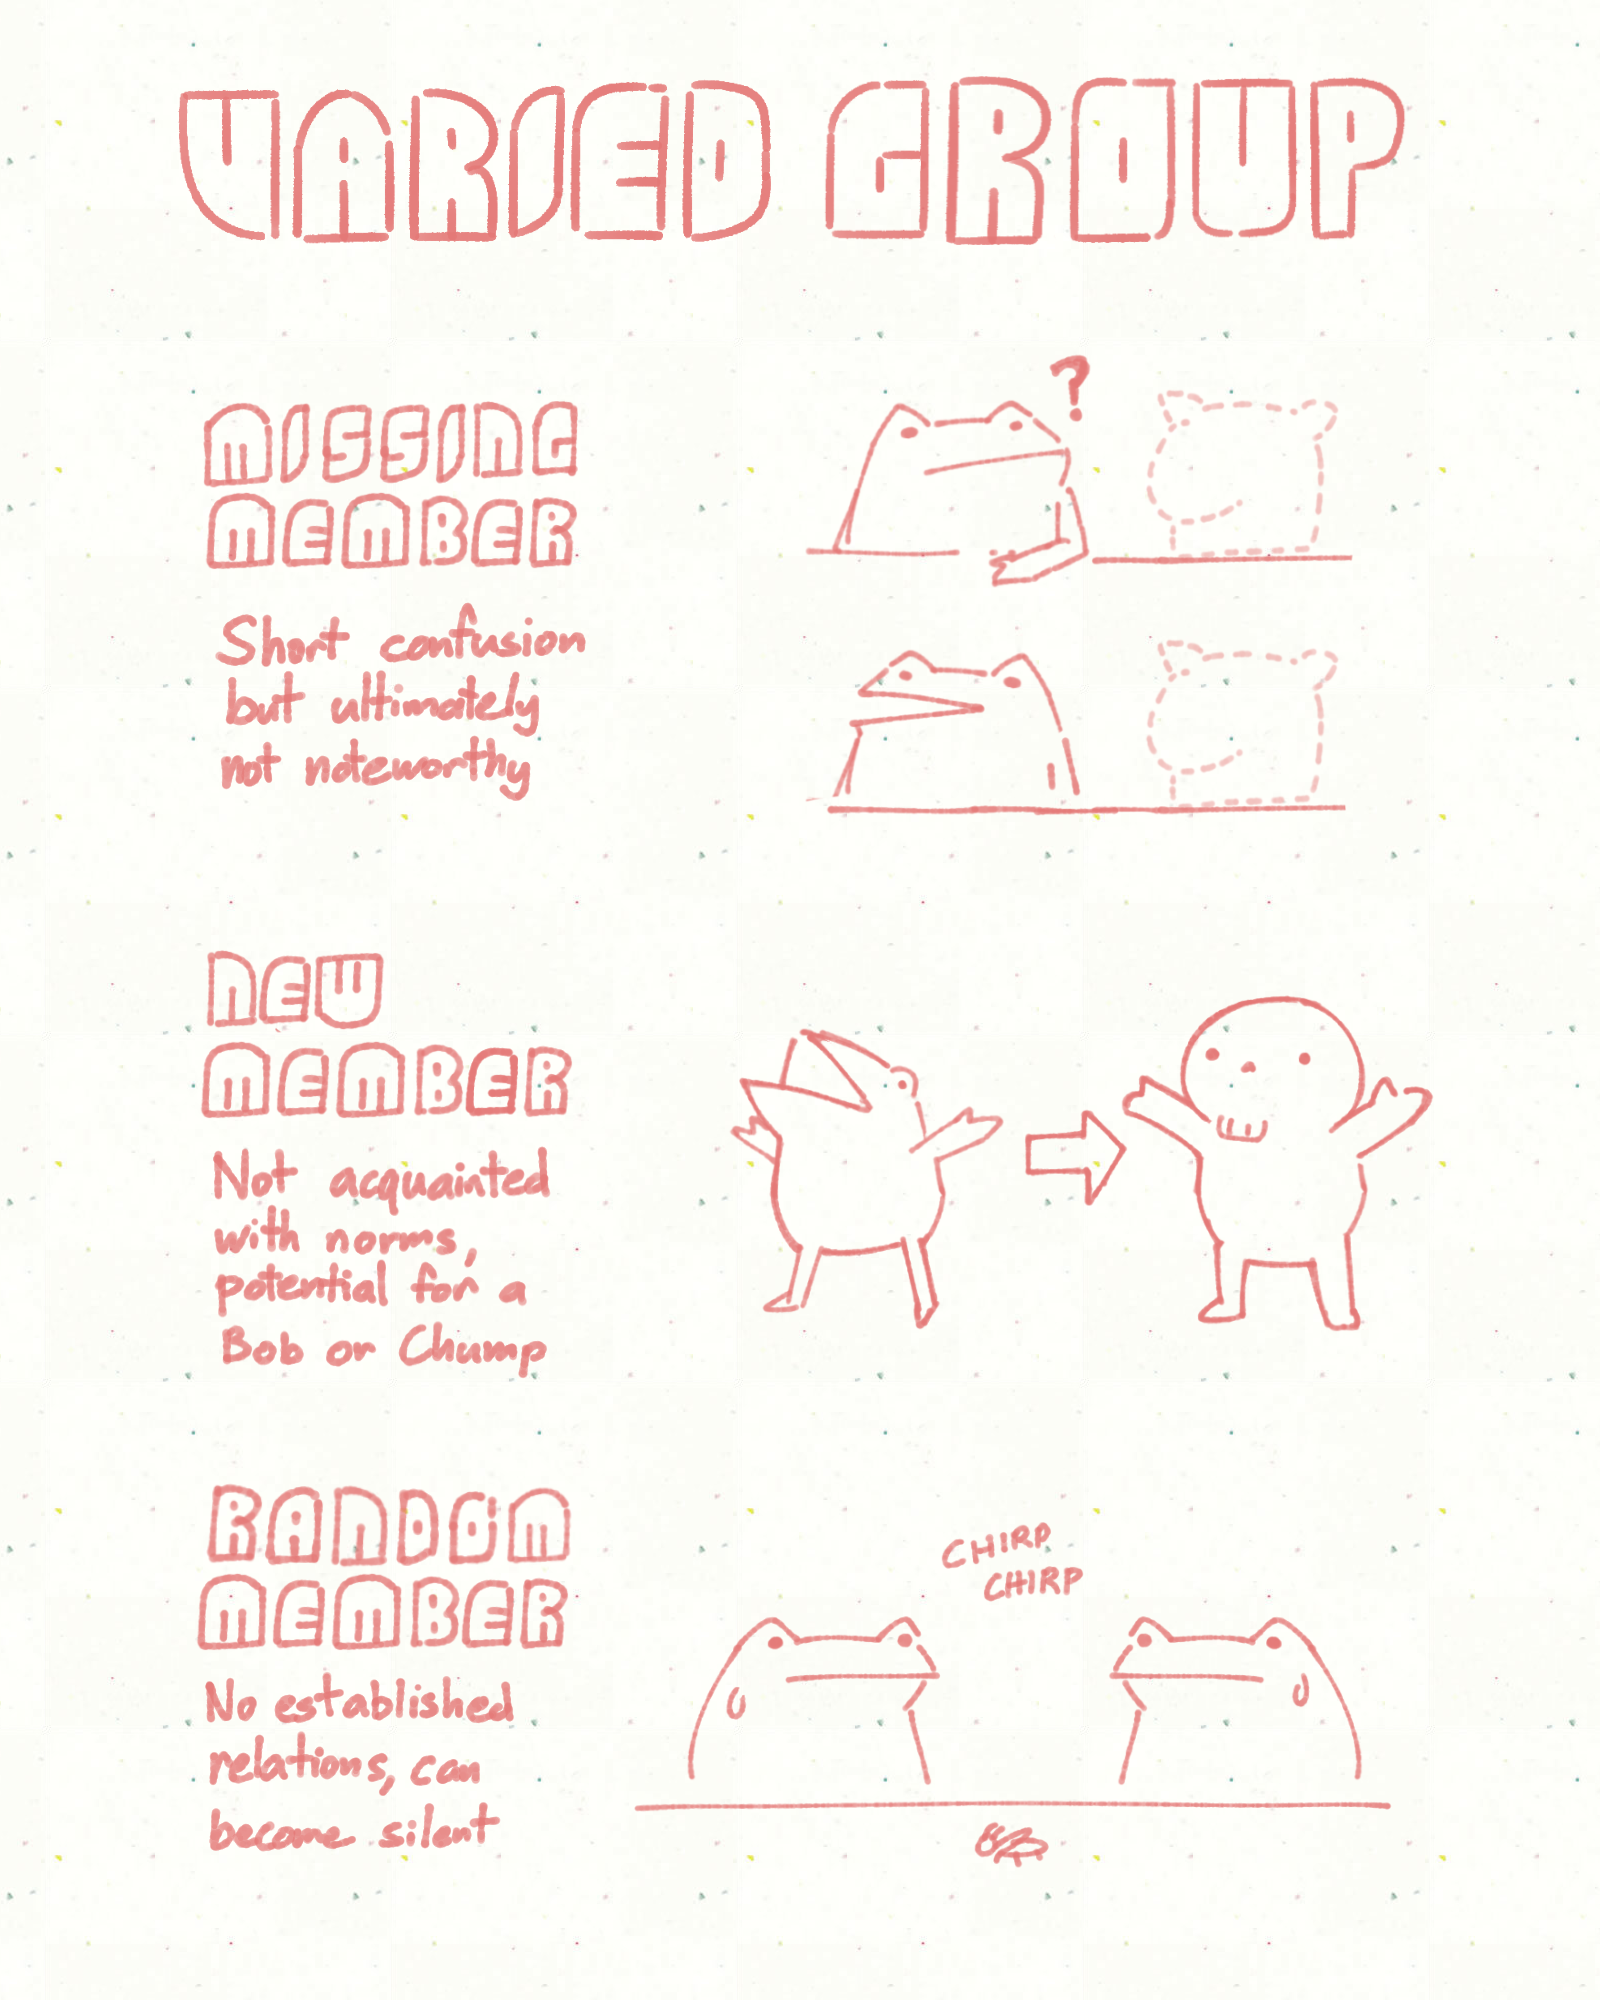 VARIED GROUP
MISSING
MEMBER
Short confusion
but ultimately
not noteworthy
?
NEW
MEMBER
Not acquainted
with norms,
potential for a
Bob or Chump
RANDOM
MEMBER
No established
relations, can
become silent
CHIRP
CHIRP